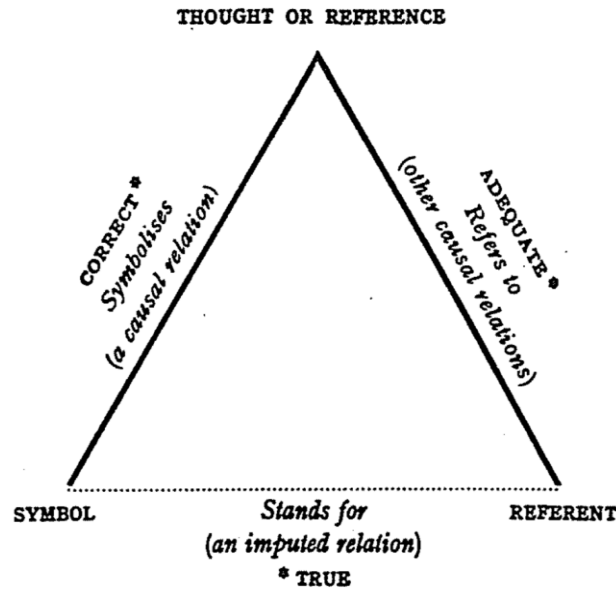 THOUGHT OR REFERENCE
CORRECT*
Symbolises
(a causal relation)
ADEQUATE*
Refers to
(other causal relations)
SYMBOL
Stands for
REFERENT
(an imputed relation)
* TRUE